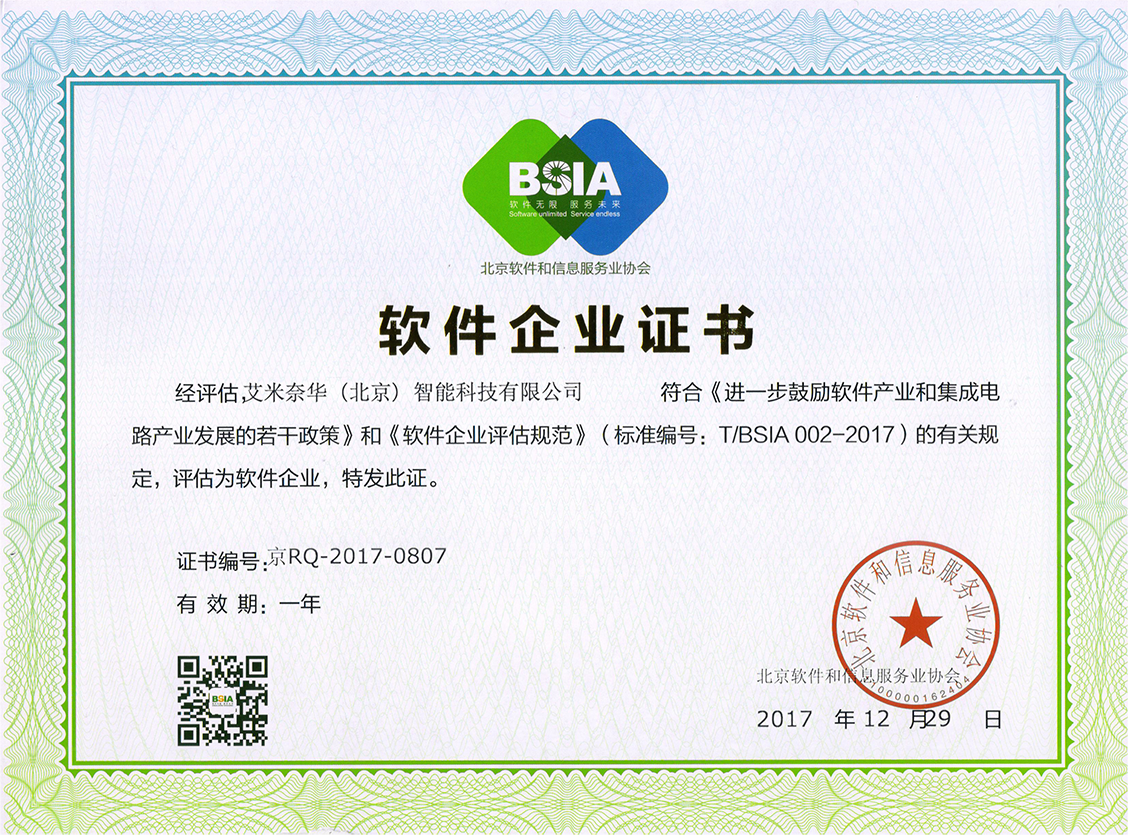 BSIA
软件无限 服务未来
Software unlimited Service endless
北京软件和信息服务业协会
软件企业证书
经评估,艾米奈华（北京）智能科技有限公司 符合《进一步鼓励软件产业和集成电
路产业发展的若干政策》和《软件企业评估规范》（标准编号：T/BSIA 002-2017）的有关规
定，评估为软件企业，特发此证。
证书编号:京RQ-2017-0807
有 效 期：一年
BSIA
北京软件和信息服务业协会
北京软件和信息服务业协会
2017 年 12 月29 日